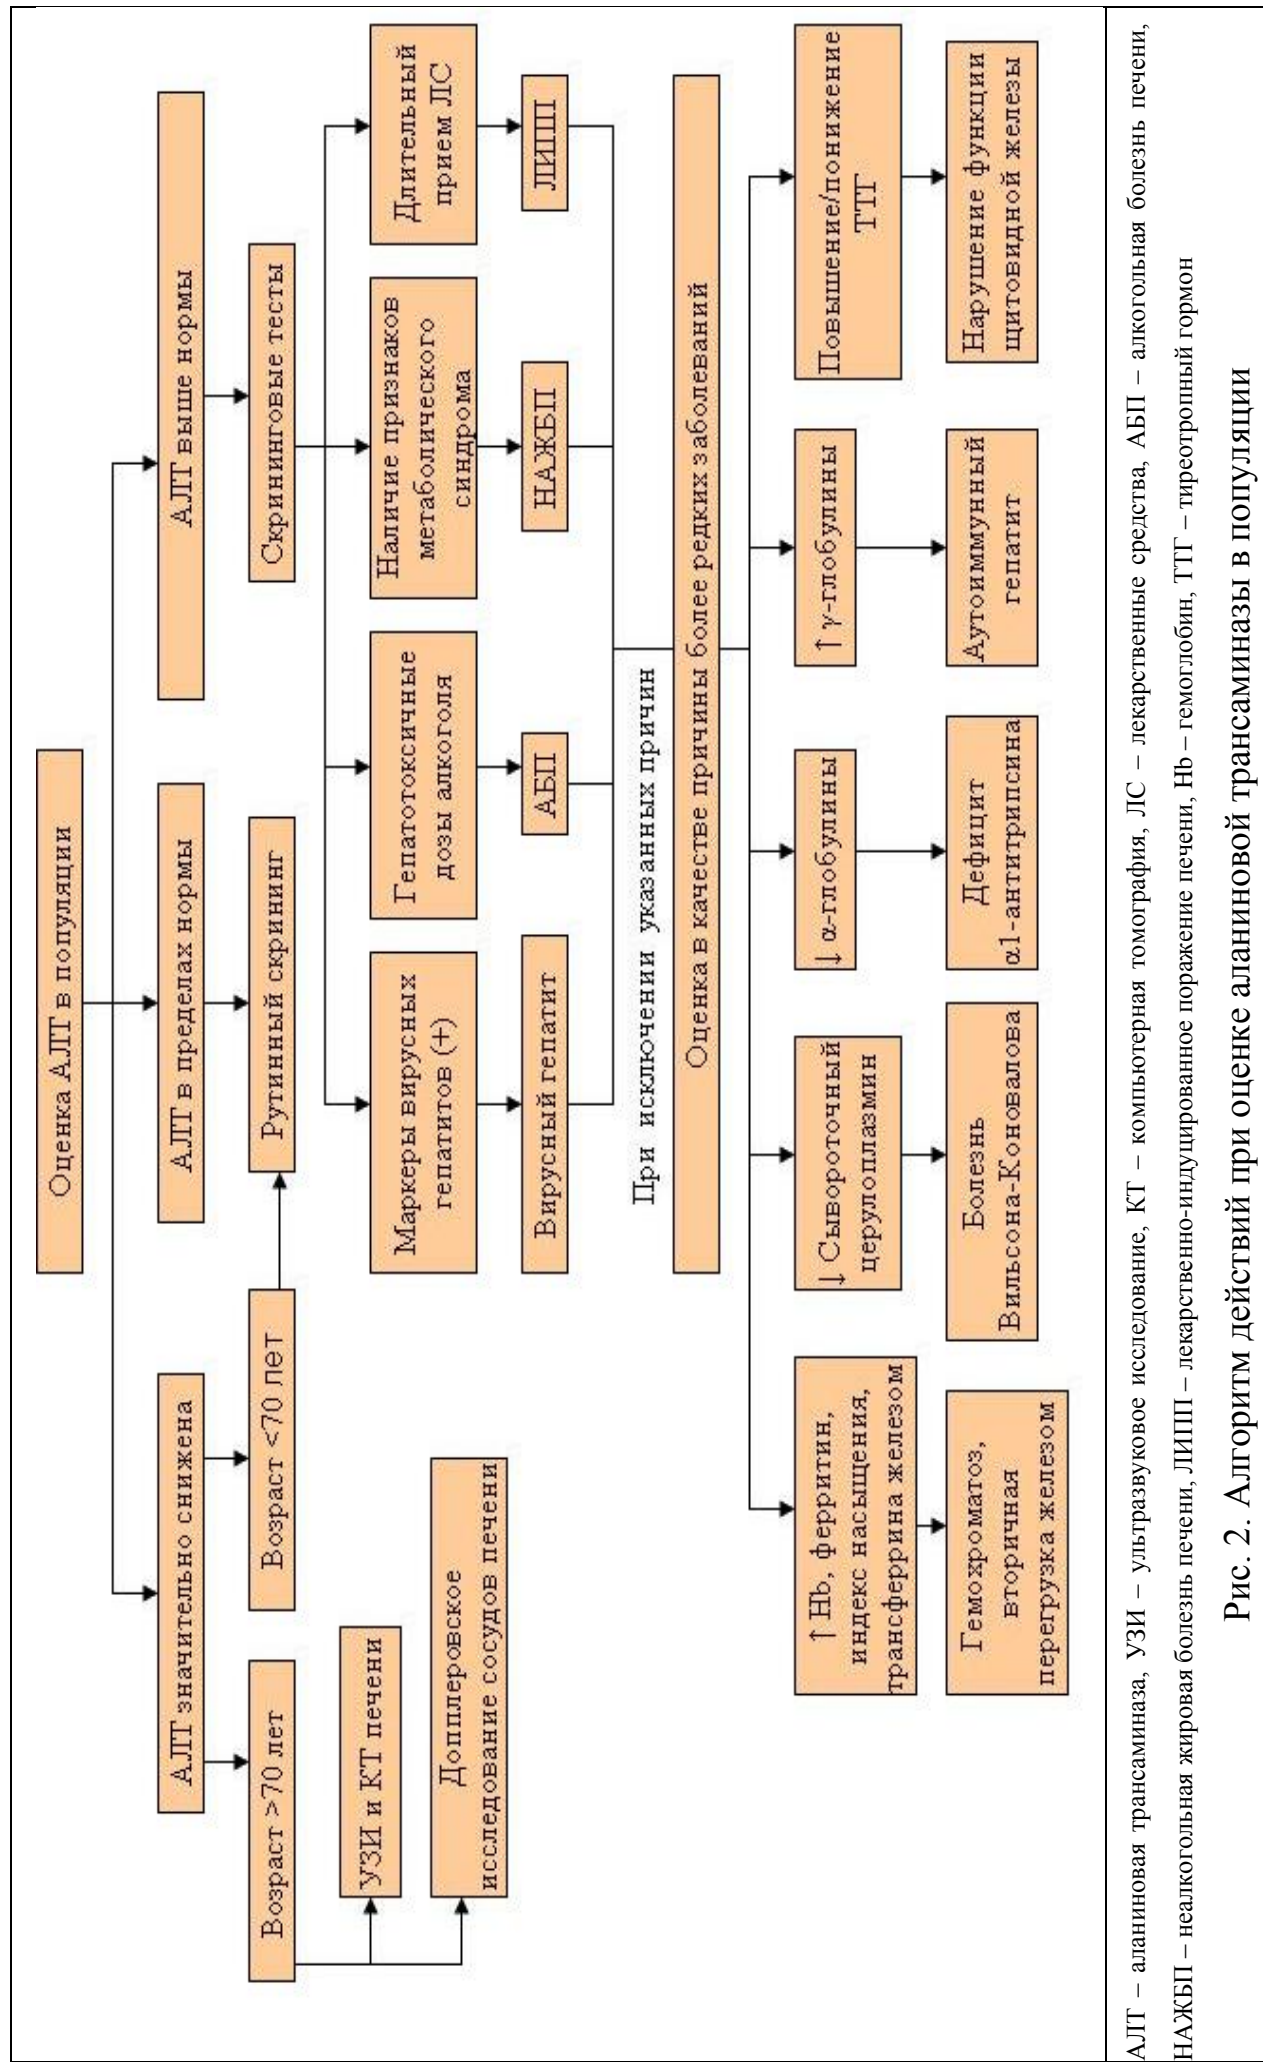 Оценка АЛТ в популяции
АЛТ значительно снижена
АЛТ в пределах нормы
АЛТ выше нормы
Возраст >70 лет
Возраст <70 лет
Рутинный скрининг
Скрининговые тесты
УЗИ и КТ печени
Допплеровское
исследование сосудов печени
Маркеры вирусных
гепатитов (+)
Гепатотоксичные
дозы алкоголя
Наличие признаков
метаболического
синдрома
Длительный
прием ЛС
Вирусный гепатит
АБП
НАЖБП
ЛИПП
При исключении указанных причин
Оценка в качестве причины более редких заболеваний
↑ Hb, ферритин,
индекс насыщения,
трансферрина железом
↓ Сывороточный
церулоплазмин
↓ α-глобулины
↑ γ-глобулины
Повышение/понижение
ТТГ
Гемохроматоз,
вторичная
перегрузка железом
Болезнь
Вильсона-Коновалова
Дефицит
α1-антитрипсина
Аутоиммунный
гепатит
Нарушение функции
щитовидной железы
АЛТ – аланиновая трансаминаза, УЗИ – ультразвуковое исследование, КТ – компьютерная томография, ЛС – лекарственные средства, АБП – алкогольная болезнь печени,
НАЖБП – неалкогольная жировая болезнь печени, ЛИПП – лекарственно-индуцированное поражение печени, Hb – гемоглобин, ТТГ – тиреотропный гормон
Рис. 2. Алгоритм действий при оценке аланиновой трансаминазы в популяции